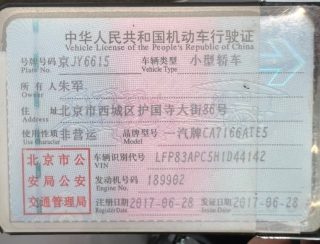 中华人民共和国机动车行驶证
Vehicle License of the People's Republic of China
号牌号码 京JY6615 车辆类型 小型轿车
Plate No. Vehicle Type
所有人 朱军
Owner
住址 北京市西城区护国寺大街86号
Address
使用性质 非营运 品牌型号 一汽牌CA7166ATE5
Use Character Model
北京市公 车辆识别代号 LFP83APC5H1D44142
VIN
安局公安 发动机号码 189902
Engine No.
交通管理局 注册日期 2017-06-28 发证日期 2017-06-28
Register Date Issue Date